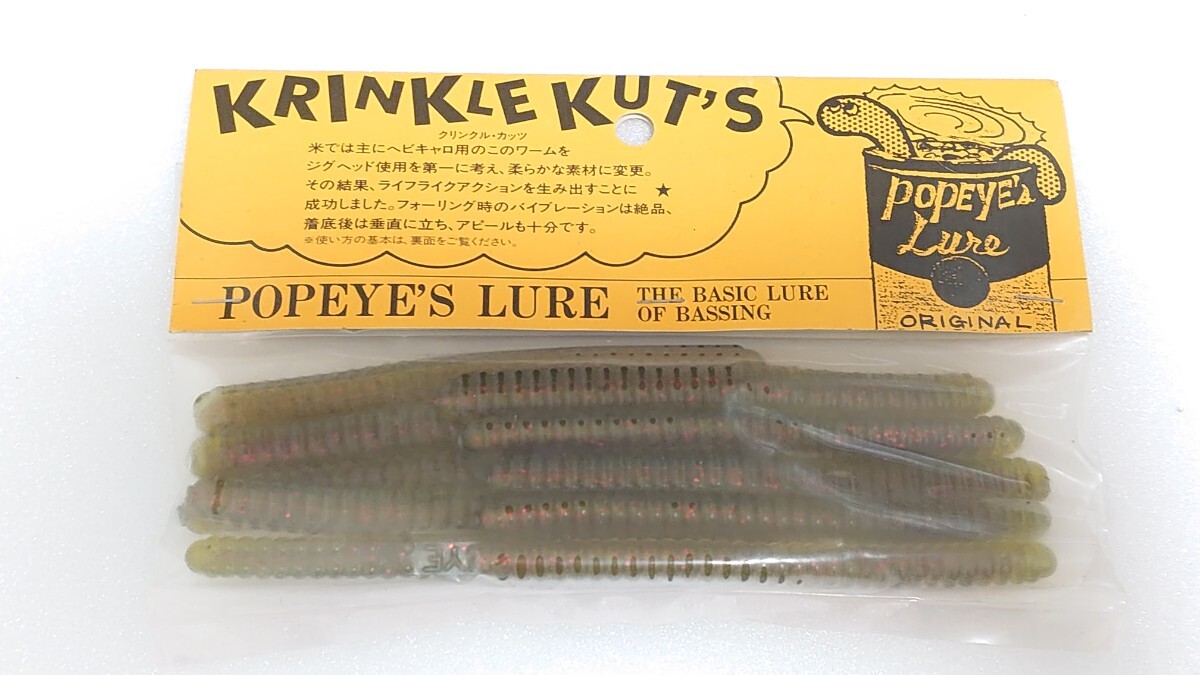 KRINKLE KUT'S
クリンクル・カッツ
米では主にヘビキャロ用のこのワームを
ジグヘッド使用を第一に考え、柔らかな素材に変更。
その結果、ライフライクアクションを生み出すことに ★
成功しました。フォーリング時のバイブレーションは絶品、
着底後は垂直に立ち、アピールも十分です。
※使い方の基本は、裏面をご覧ください。
POPEYE'S
Lure
ORIGINAL
POPEYE'S LURE
THE BASIC LURE
OF BASSING
YE